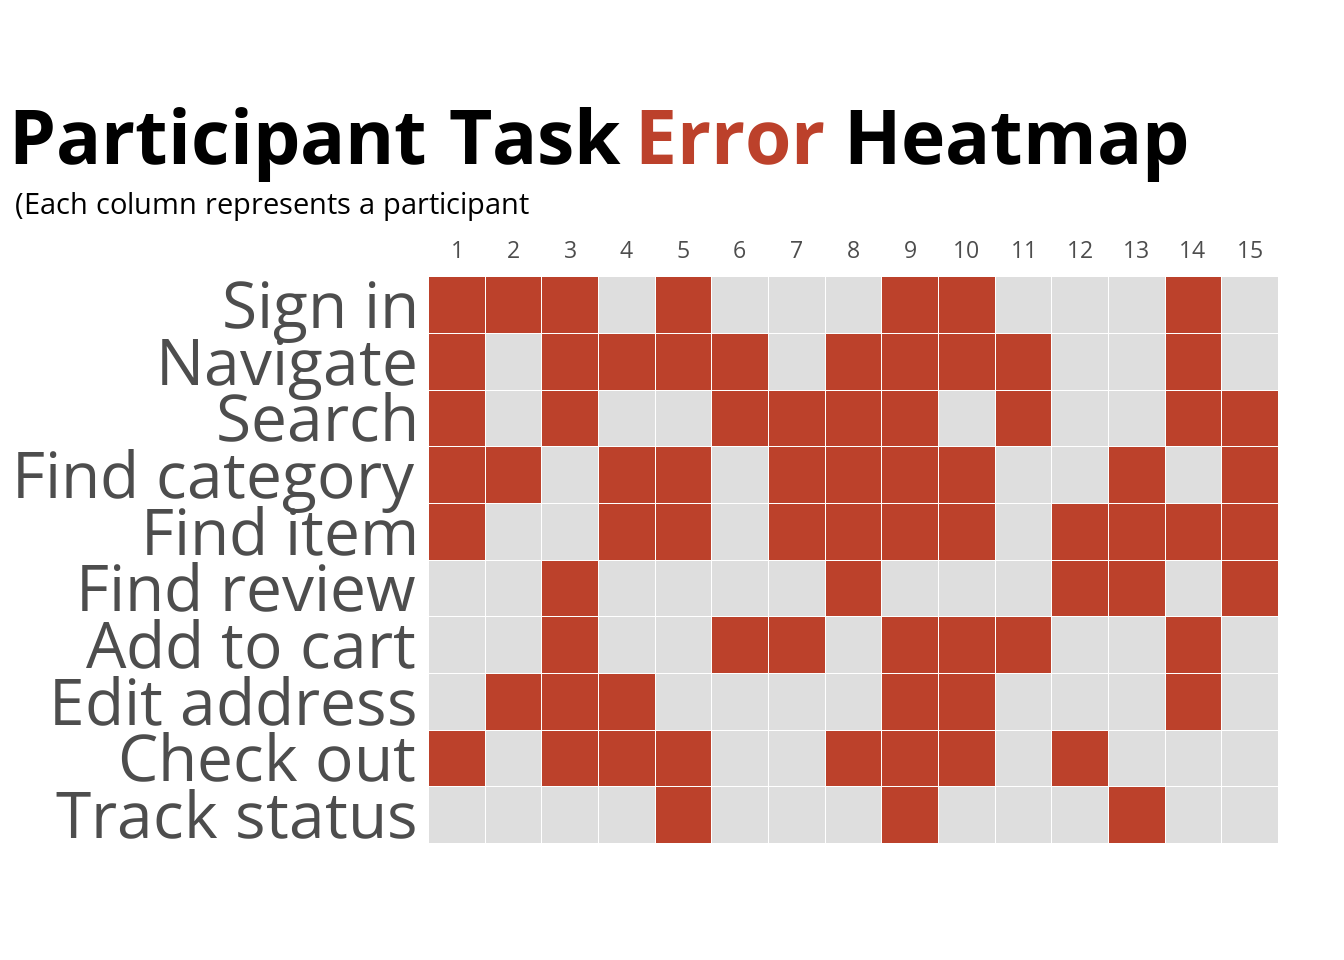 Participant Task Error Heatmap
(Each column represents a participant
1 2 3 4 5 6 7 8 9 10 11 12 13 14 15
Sign in
Navigate
Search
Find category
Find item
Find review
Add to cart
Edit address
Check out
Track status